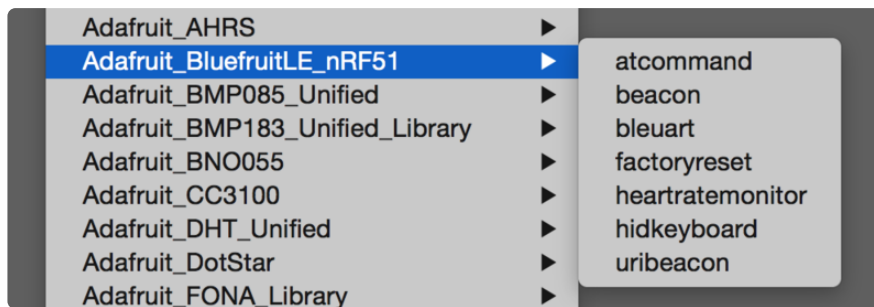 Adafruit_AHRS
Adafruit_BluefruitLE_nRF51
Adafruit_BMP085_Unified
Adafruit_BMP183_Unified_Library
Adafruit_BNO055
Adafruit_CC3100
Adafruit_DHT_Unified
Adafruit_DotStar
Adafruit_FONA_Library
atcommand
beacon
bleuart
factoryreset
heartratemonitor
hidkeyboard
uribeacon